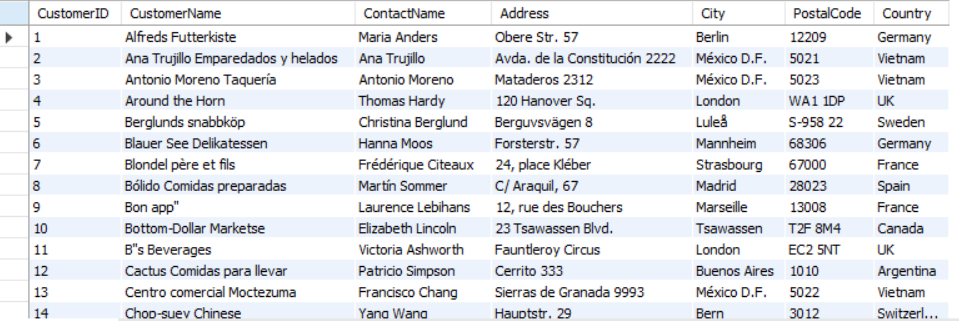 CustomerID CustomerName ContactName Address City PostalCode Country
1 Alfreds Futterkiste Maria Anders Obere Str. 57 Berlin 12209 Germany
2 Ana Trujillo Emparedados y helados Ana Trujillo Avda. de la Constitución 2222 México D.F. 5021 Vietnam
3 Antonio Moreno Taquería Antonio Moreno Mataderos 2312 México D.F. 5023 Vietnam
4 Around the Horn Thomas Hardy 120 Hanover Sq. London WA1 1DP UK
5 Berglunds snabbköp Christina Berglund Berguvsvägen 8 Luleå S-958 22 Sweden
6 Blauer See Delikatessen Hanna Moos Forsterstr. 57 Mannheim 68306 Germany
7 Blondel père et fils Frédérique Citeaux 24, place Kléber Strasbourg 67000 France
8 Bólido Comidas preparadas Martín Sommer C/ Araquil, 67 Madrid 28023 Spain
9 Bon app" Laurence Lebihans 12, rue des Bouchers Marseille 13008 France
10 Bottom-Dollar Marketse Elizabeth Lincoln 23 Tsawassen Blvd. Tsawassen T2F 8M4 Canada
11 B"s Beverages Victoria Ashworth Fauntleroy Circus London EC2 5NT UK
12 Cactus Comidas para llevar Patricio Simpson Cerrito 333 Buenos Aires 1010 Argentina
13 Centro comercial Moctezuma Francisco Chang Sierras de Granada 9993 México D.F. 5022 Vietnam
14 Chop-suey Chinese Yang Wang Hauptstr. 29 Bern 3012 Switzerl...